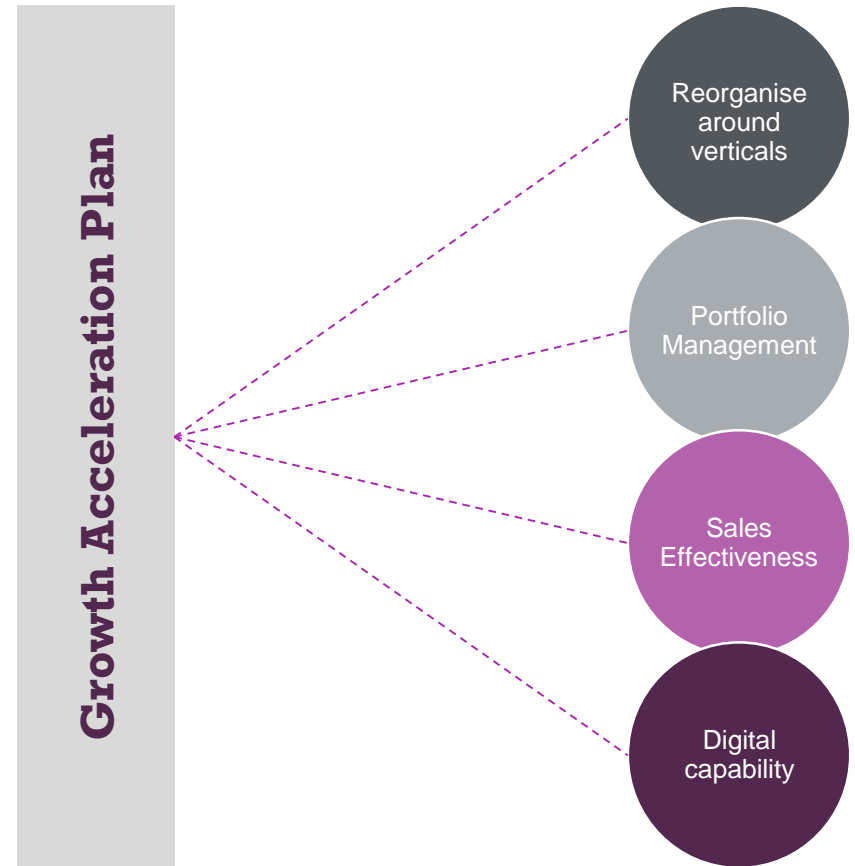 Growth Acceleration Plan
Reorganise
around
verticals
Portfolio
Management
Sales
Effectiveness
Digital
capability